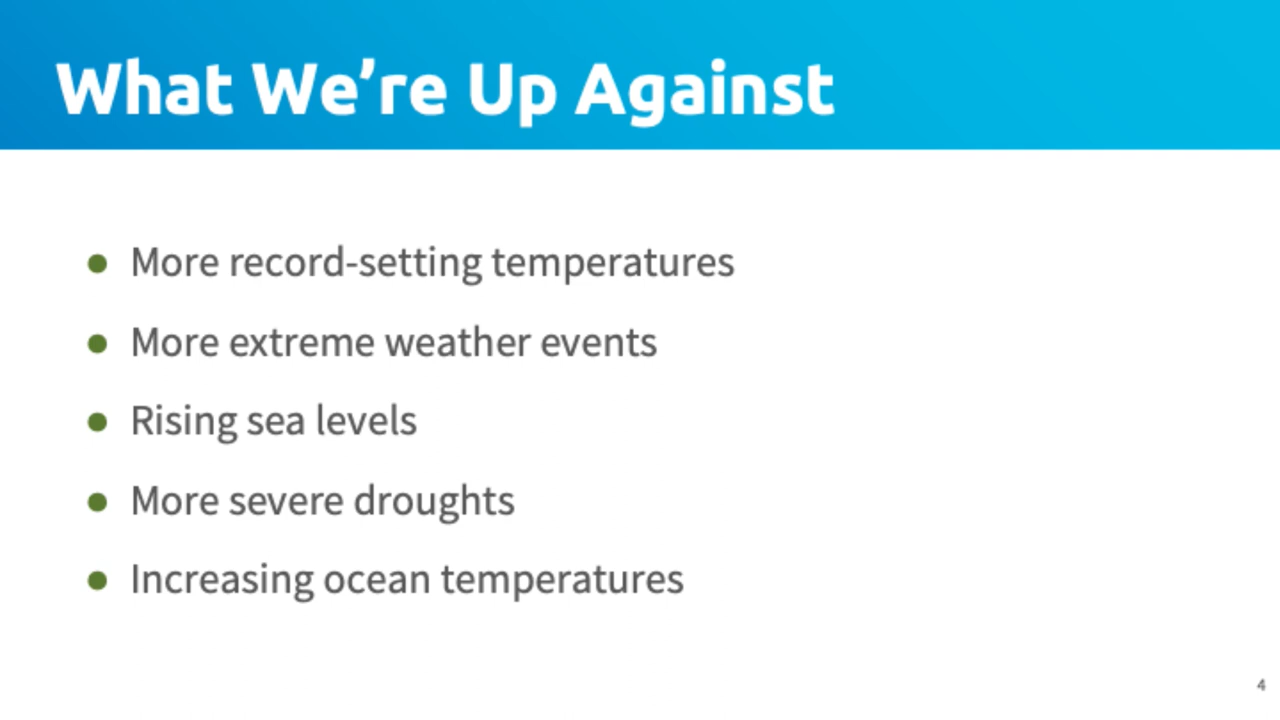 What We’re Up Against
● More record-setting temperatures
● More extreme weather events
● Rising sea levels
● More severe droughts
● Increasing ocean temperatures
4